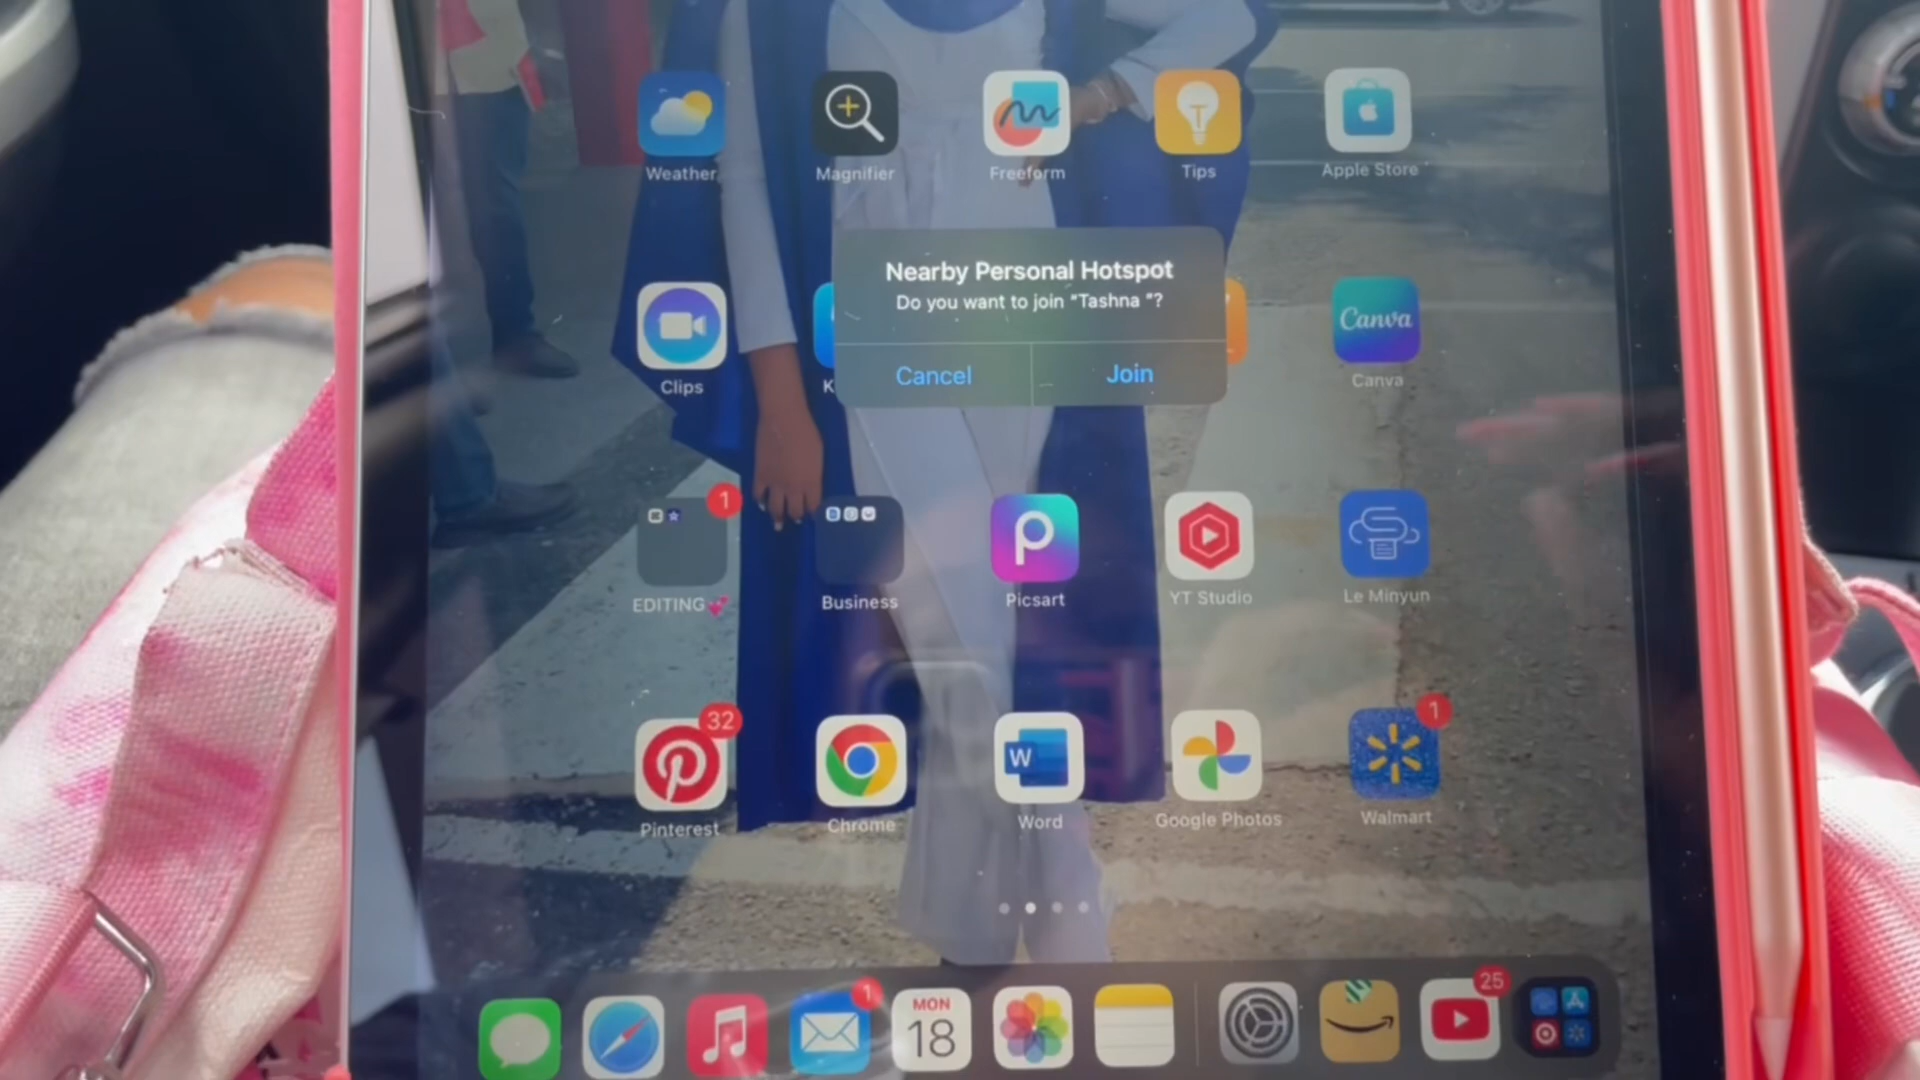 Weather
Magnifier
Freeform
Tips
Apple Store
Nearby Personal Hotspot
Do you want to join “Tashna ”?
Cancel
Join
Clips
K
Canva
Canva
1
EDITING💕
Business
Picsart
YT Studio
Le Minyun
32
1
W
Pinterest
Chrome
Word
Google Photos
Walmart
1
MON
18
25